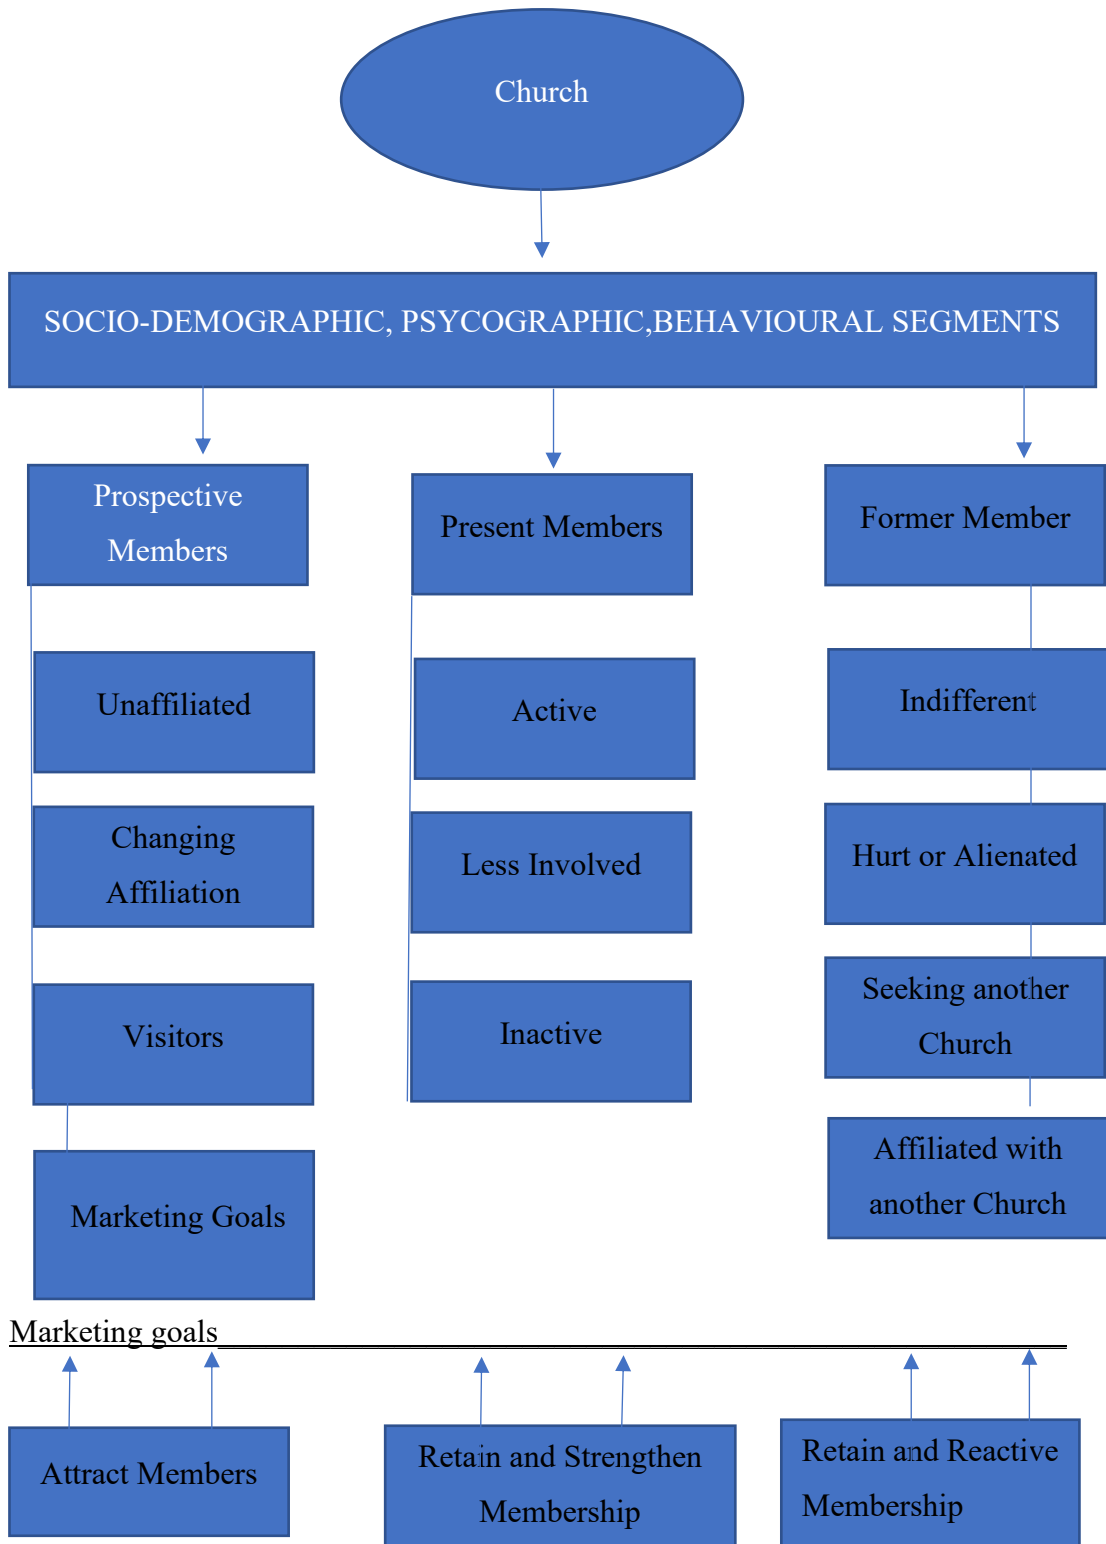 Church
SOCIO-DEMOGRAPHIC, PSYCOGRAPHIC,BEHAVIOURAL SEGMENTS
Prospective
Members
Present Members
Former Member
Unaffiliated
Active
Indifferent
Changing
Affiliation
Less Involved
Hurt or Alienated
Visitors
Inactive
Seeking another
Church
Marketing Goals
Affiliated with
another Church
Marketing goals
Attract Members
Retain and Strengthen
Membership
Retain and Reactive
Membership